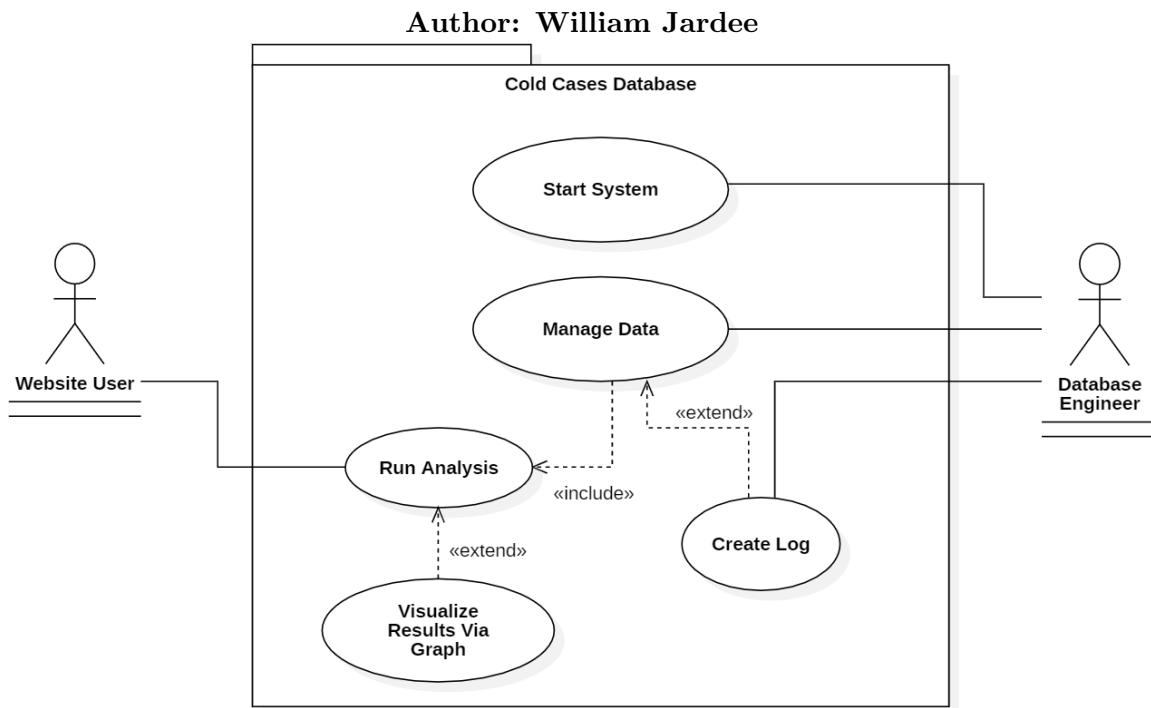 Author: William Jardee
Cold Cases Database
Start System
Manage Data
Website User
Database
Engineer
«extend»
Run Analysis
«include»
«extend»
Create Log
Visualize
Results Via
Graph